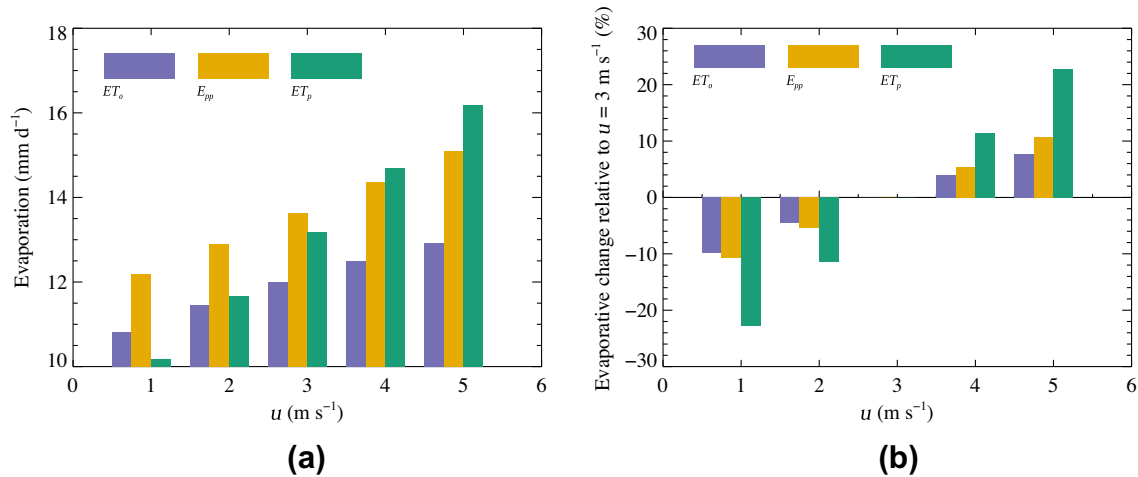 18
16
14
12
10
Evaporation (mm d⁻¹)
ETₒ
Eₚₚ
ETₚ
0 1 2 3 4 5 6
u (m s⁻¹)
(a)
30
20
10
0
−10
−20
−30
Evaporative change relative to u = 3 m s⁻¹ (%)
ETₒ
Eₚₚ
ETₚ
0 1 2 3 4 5 6
u (m s⁻¹)
(b)